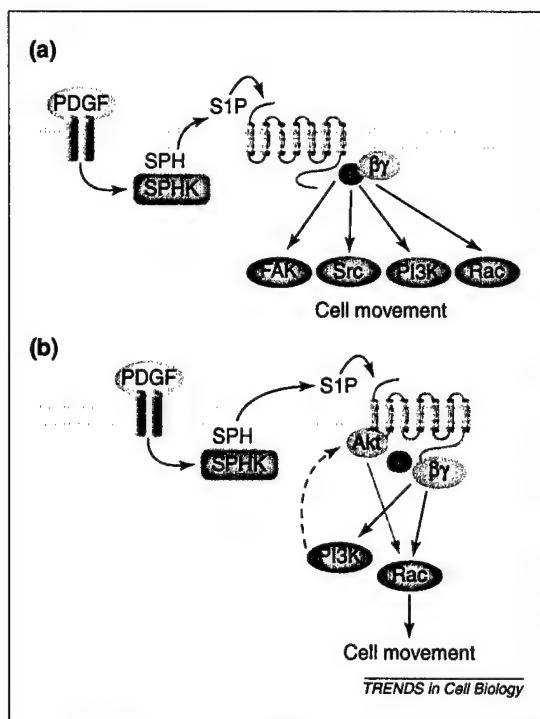 (a)
PDGF
S1P
SPH
SPHK
βγ
FAK Src PI3K Rac
Cell movement
(b)
PDGF
S1P
SPH
SPHK
Akt
βγ
PI3K
Rac
Cell movement
TRENDS in Cell Biology